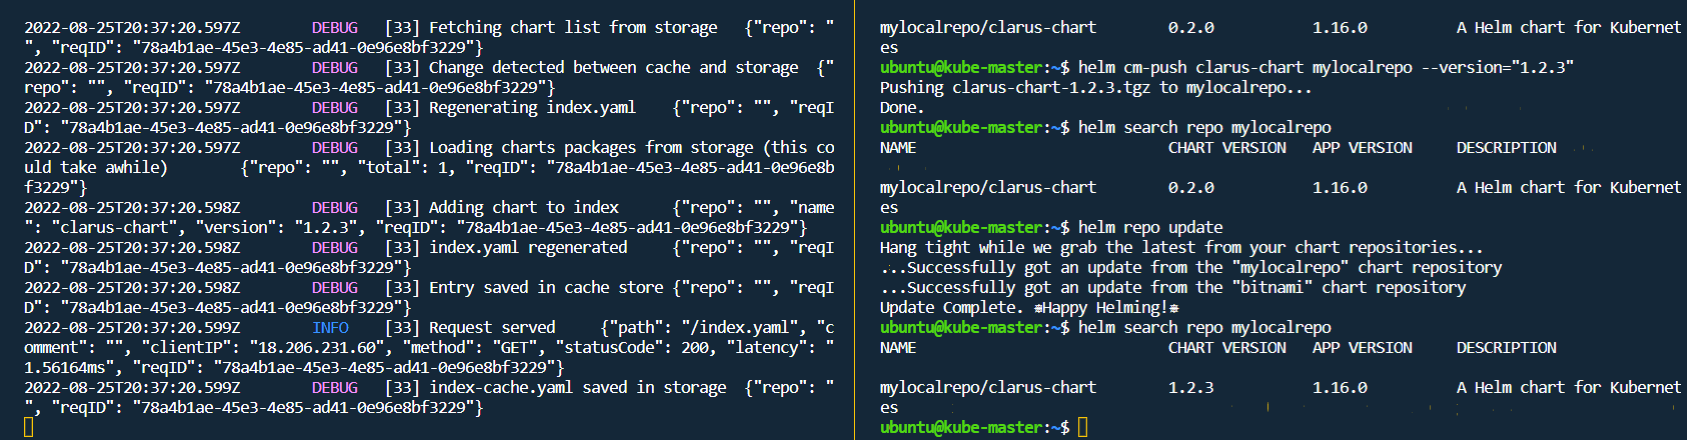 2022-08-25T20:37:20.597Z        DEBUG   [33] Fetching chart list from storage   {"repo": "
", "reqID": "78a4b1ae-45e3-4e85-ad41-0e96e8bf3229"}
2022-08-25T20:37:20.597Z        DEBUG   [33] Change detected between cache and storage  {"
repo": "", "reqID": "78a4b1ae-45e3-4e85-ad41-0e96e8bf3229"}
2022-08-25T20:37:20.597Z        DEBUG   [33] Regenerating index.yaml    {"repo": "", "reqI
D": "78a4b1ae-45e3-4e85-ad41-0e96e8bf3229"}
2022-08-25T20:37:20.597Z        DEBUG   [33] Loading charts packages from storage (this co
uld take awhile)        {"repo": "", "total": 1, "reqID": "78a4b1ae-45e3-4e85-ad41-0e96e8b
f3229"}
2022-08-25T20:37:20.598Z        DEBUG   [33] Adding chart to index      {"repo": "", "name
": "clarus-chart", "version": "1.2.3", "reqID": "78a4b1ae-45e3-4e85-ad41-0e96e8bf3229"}
2022-08-25T20:37:20.598Z        DEBUG   [33] index.yaml regenerated     {"repo": "", "reqI
D": "78a4b1ae-45e3-4e85-ad41-0e96e8bf3229"}
2022-08-25T20:37:20.598Z        DEBUG   [33] Entry saved in cache store {"repo": "", "reqI
D": "78a4b1ae-45e3-4e85-ad41-0e96e8bf3229"}
2022-08-25T20:37:20.599Z        INFO    [33] Request served     {"path": "/index.yaml", "c
omment": "", "clientIP": "18.206.231.60", "method": "GET", "statusCode": 200, "latency": "
1.56164ms", "reqID": "78a4b1ae-45e3-4e85-ad41-0e96e8bf3229"}
2022-08-25T20:37:20.599Z        DEBUG   [33] index-cache.yaml saved in storage  {"repo": "
", "reqID": "78a4b1ae-45e3-4e85-ad41-0e96e8bf3229"}
mylocalrepo/clarus-chart        0.2.0           1.16.0          A Helm chart for Kubernet
es
ubuntu@kube-master:~$ helm cm-push clarus-chart mylocalrepo --version="1.2.3"
Pushing clarus-chart-1.2.3.tgz to mylocalrepo...
Done.
ubuntu@kube-master:~$ helm search repo mylocalrepo
NAME                            CHART VERSION   APP VERSION     DESCRIPTION
mylocalrepo/clarus-chart        0.2.0           1.16.0          A Helm chart for Kubernet
es
ubuntu@kube-master:~$ helm repo update
Hang tight while we grab the latest from your chart repositories...
...Successfully got an update from the "mylocalrepo" chart repository
...Successfully got an update from the "bitnami" chart repository
Update Complete. ⎈Happy Helming!⎈
ubuntu@kube-master:~$ helm search repo mylocalrepo
NAME                            CHART VERSION   APP VERSION     DESCRIPTION
mylocalrepo/clarus-chart        1.2.3           1.16.0          A Helm chart for Kubernet
es
ubuntu@kube-master:~$